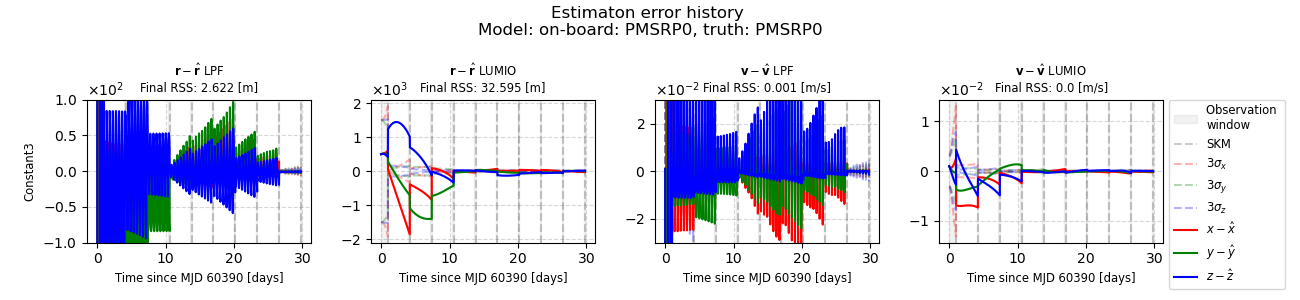 Estimaton error history
Model: on-board: PMSRP0, truth: PMSRP0
r − r̂ LPF
Final RSS: 2.622 [m]
×10²
1.0
0.5
0.0
−0.5
−1.0
Constant3
0 10 20 30
Time since MJD 60390 [days]
r − r̂ LUMIO
Final RSS: 32.595 [m]
×10³
2
1
0
−1
−2
0 10 20 30
Time since MJD 60390 [days]
v − v̂ LPF
Final RSS: 0.001 [m/s]
×10⁻²
2
0
−2
0 10 20 30
Time since MJD 60390 [days]
v − v̂ LUMIO
Final RSS: 0.0 [m/s]
×10⁻²
1
0
−1
0 10 20 30
Time since MJD 60390 [days]
Observation
window
SKM
3σₓ
3σ_y
3σ_z
x − x̂
y − ŷ
z − ẑ